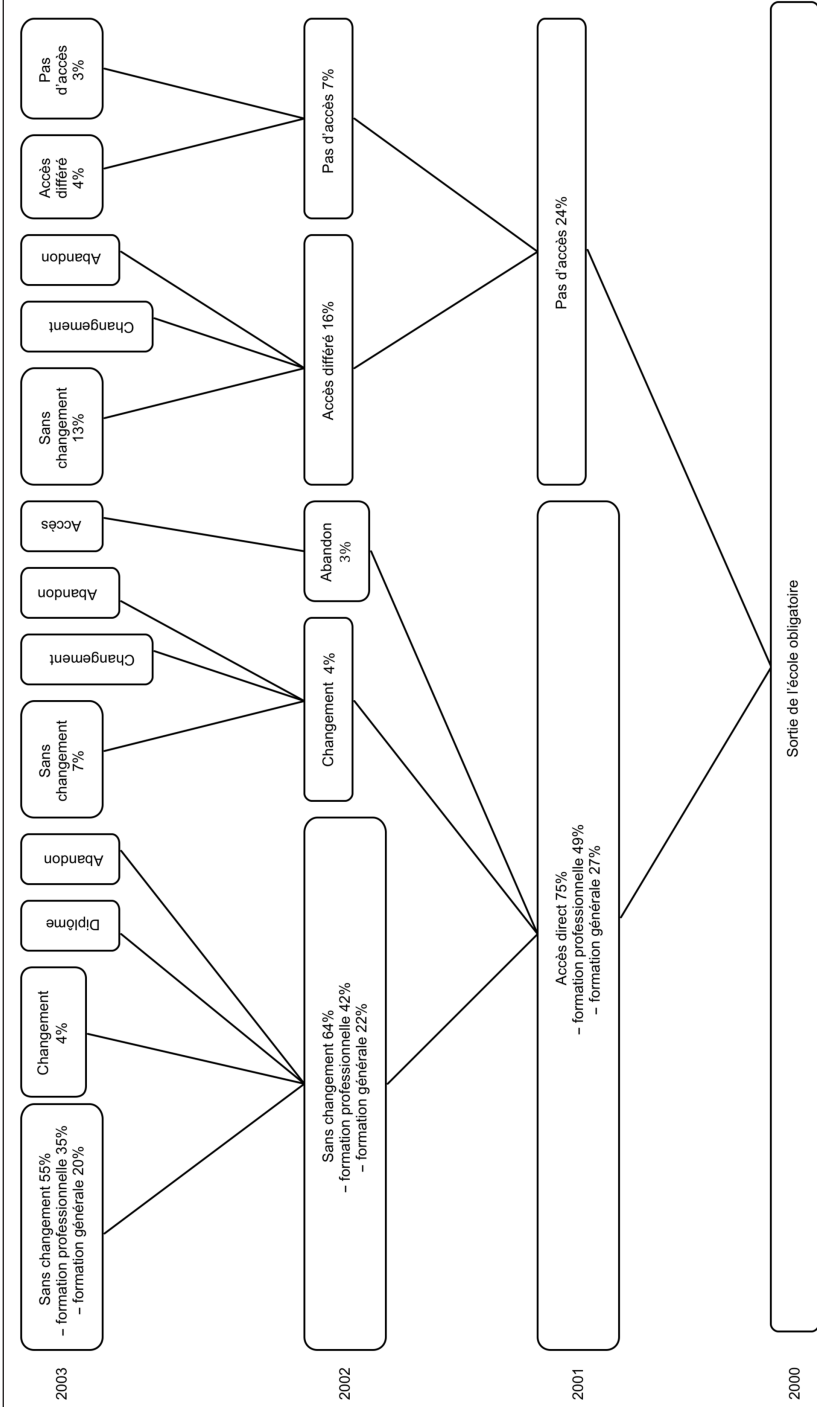 2003
Sans changement 55%
– formation professionnelle 35%
– formation générale 20%
Changement
4%
Diplôme
Abandon
Sans
changement
7%
Changement
Abandon
Accès
Sans
changement
13%
Changement
Abandon
Accès
différé
4%
Pas
d'accès
3%
2002
Sans changement 64%
– formation professionnelle 42%
– formation générale 22%
Changement 4%
Abandon
3%
Accès différé 16%
Pas d'accès 7%
2001
Accès direct 75%
– formation professionnelle 49%
– formation générale 27%
Pas d'accès 24%
2000
Sortie de l'école obligatoire